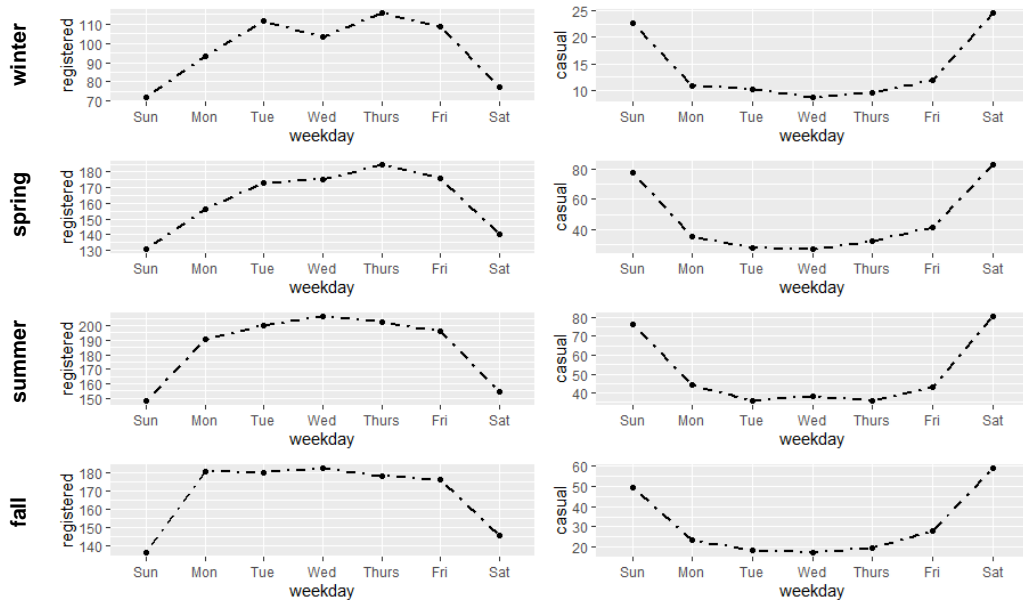 winter
registered
110
100
90
80
70
Sun Mon Tue Wed Thurs Fri Sat
weekday
casual
25
20
15
10
Sun Mon Tue Wed Thurs Fri Sat
weekday
spring
registered
180
170
160
150
140
130
Sun Mon Tue Wed Thurs Fri Sat
weekday
casual
80
60
40
Sun Mon Tue Wed Thurs Fri Sat
weekday
summer
registered
200
190
180
170
160
150
Sun Mon Tue Wed Thurs Fri Sat
weekday
casual
80
70
60
50
40
Sun Mon Tue Wed Thurs Fri Sat
weekday
fall
registered
180
170
160
150
140
Sun Mon Tue Wed Thurs Fri Sat
weekday
casual
60
50
40
30
20
Sun Mon Tue Wed Thurs Fri Sat
weekday